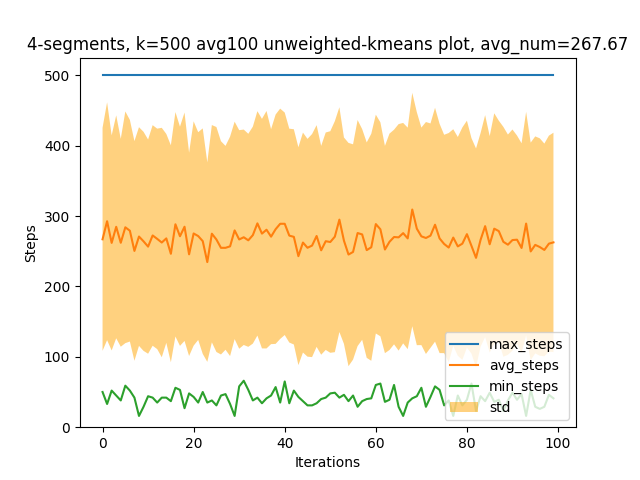 4-segments, k=500 avg100 unweighted-kmeans plot, avg_num=267.67
500
400
300
200
100
0
Steps
max_steps
avg_steps
min_steps
std
0
20
40
60
80
100
Iterations